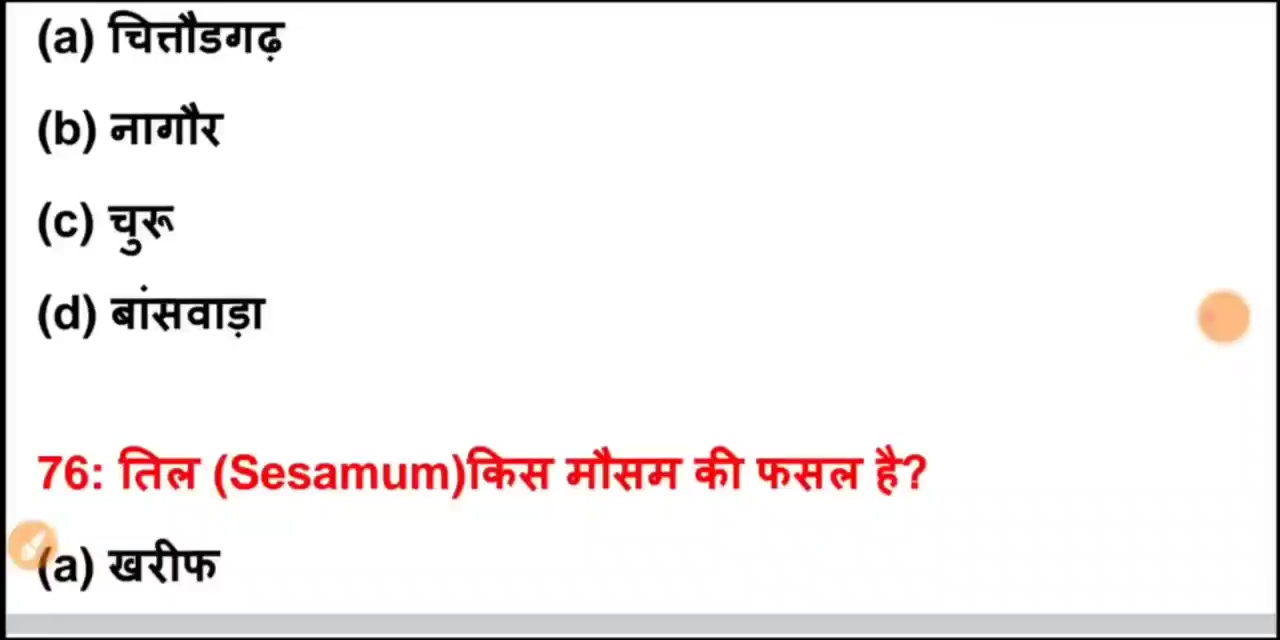 (a) चित्तौडगढ़
(b) नागौर
(c) चुरू
(d) बांसवाड़ा
76: तिल (Sesamum)किस मौसम की फसल है?
(a) खरीफ